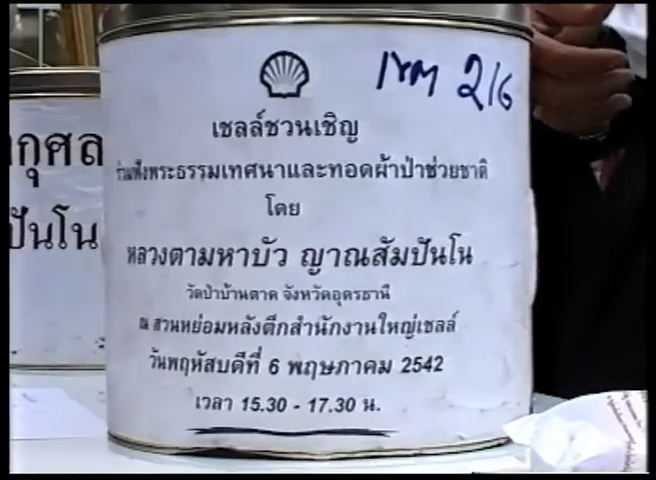 เชลล์ชวนเชิญ
ร่วมฟังพระธรรมเทศนาและทอดผ้าป่าช่วยชาติ
โดย
หลวงตามหาบัว ญาณสัมปันโน
วัดป่าบ้านตาด จังหวัดอุดรธานี
ณ สวนหย่อมหลังตึกสำนักงานใหญ่เชลล์
วันพฤหัสบดีที่ 6 พฤษภาคม 2542
เวลา 15.30 - 17.30 น.
2/6
กุศล
ปันโน